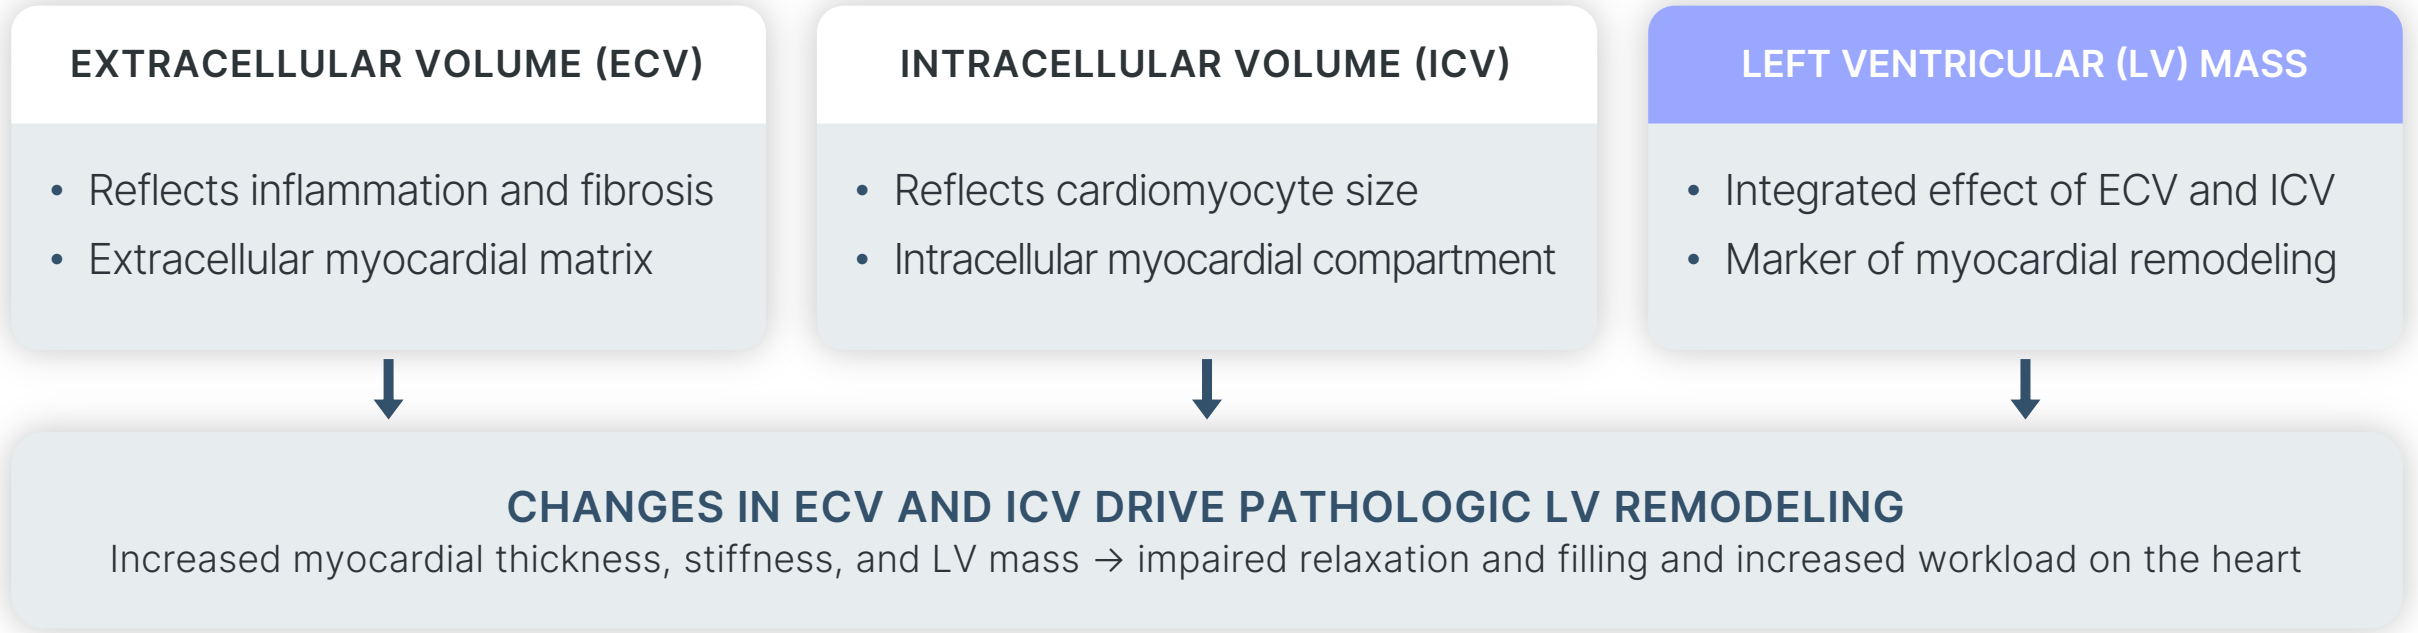 EXTRACELLULAR VOLUME (ECV)
• Reflects inflammation and fibrosis
• Extracellular myocardial matrix
INTRACELLULAR VOLUME (ICV)
• Reflects cardiomyocyte size
• Intracellular myocardial compartment
LEFT VENTRICULAR (LV) MASS
• Integrated effect of ECV and ICV
• Marker of myocardial remodeling
CHANGES IN ECV AND ICV DRIVE PATHOLOGIC LV REMODELING
Increased myocardial thickness, stiffness, and LV mass → impaired relaxation and filling and increased workload on the heart